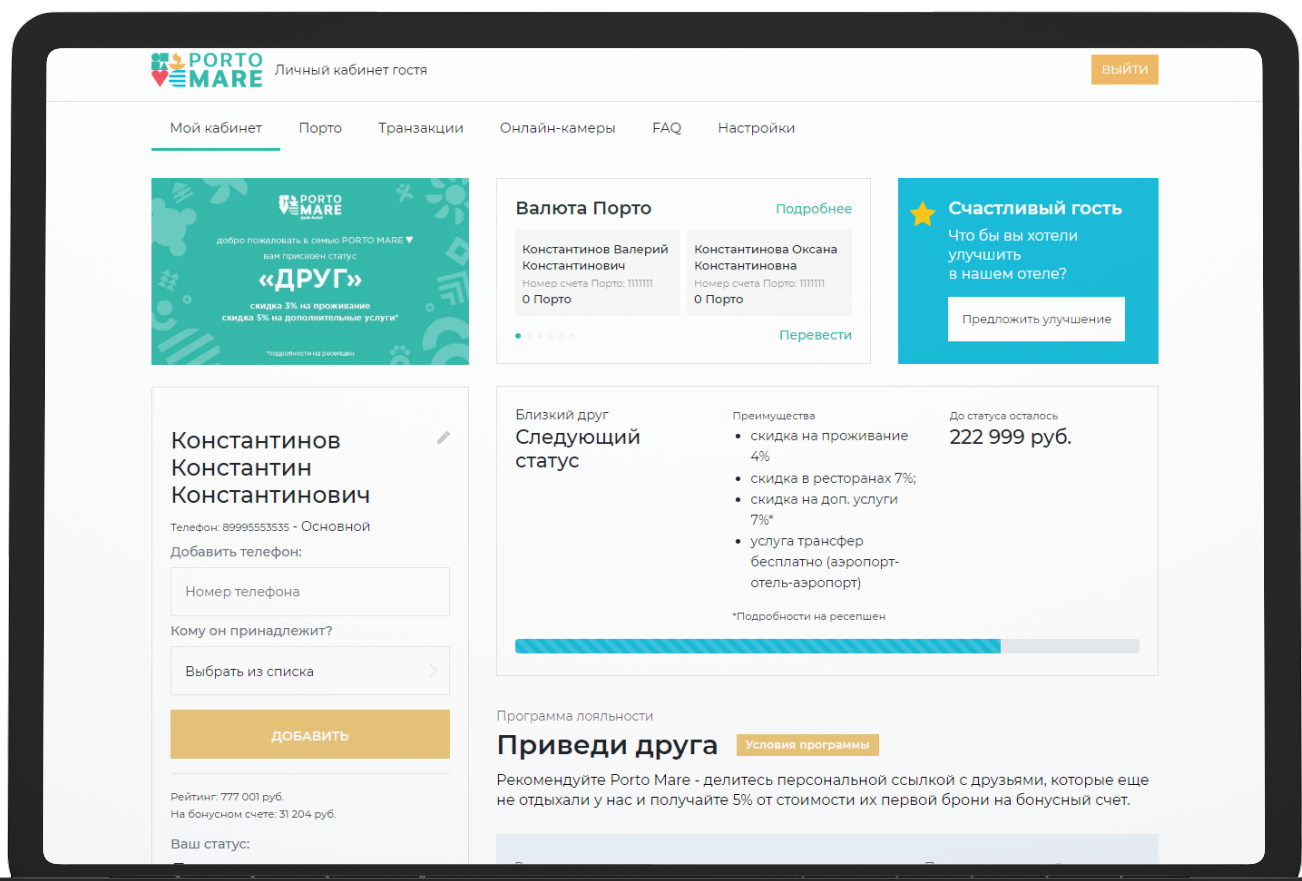 PORTO
MARE
Личный кабинет гостя
ВЫЙТИ
Мой кабинет
Порто
Транзакции
Онлайн-камеры
FAQ
Настройки
PORTO
MARE
добро пожаловать в семью PORTO MARE ♥
вам присвоен статус
«ДРУГ»
скидка 3% на проживание
скидка 5% на дополнительные услуги*
*подробности на ресепшен
Валюта Порто
Подробнее
Константинов Валерий
Константинович
Номер счета Порто: 1111111
0 Порто
Константинова Оксана
Константиновна
Номер счета Порто: 1111111
0 Порто
Перевести
Счастливый гость
Что бы вы хотели
улучшить
в нашем отеле?
Предложить улучшение
Константинов
Константин
Константинович
Телефон: 89995553535 - Основной
Добавить телефон:
Номер телефона
Кому он принадлежит?
Выбрать из списка
ДОБАВИТЬ
Рейтинг: 777 001 руб.
На бонусном счете: 31 204 руб.
Ваш статус:
Близкий друг
Следующий
статус
Преимущества
• скидка на проживание
4%
• скидка в ресторанах 7%;
• скидка на доп. услуги
7%*
• услуга трансфер
бесплатно (аэропорт-
отель-аэропорт)
*Подробности на ресепшен
До статуса осталось
222 999 руб.
Программа лояльности
Приведи друга
Условия программы
Рекомендуйте Porto Mare - делитесь персональной ссылкой с друзьями, которые еще
не отдыхали у нас и получайте 5% от стоимости их первой брони на бонусный счет.